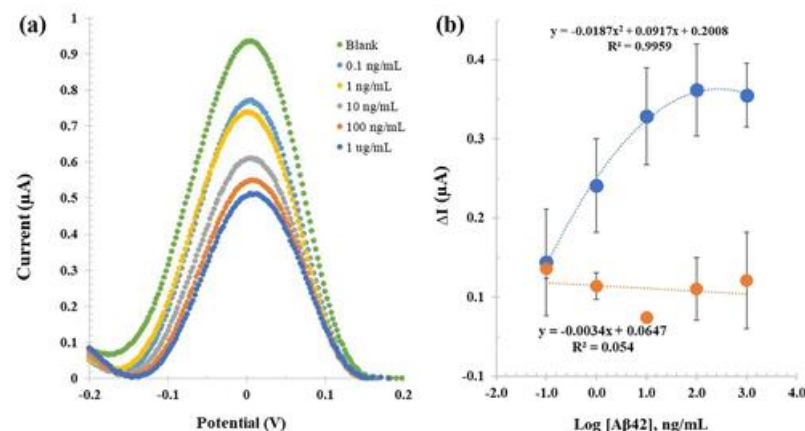 (a)
1
0.9
0.8
0.7
0.6
0.5
0.4
0.3
0.2
0.1
0
-0.2
-0.1
0
0.1
0.2
Current (µA)
Potential (V)
Blank
0.1 ng/mL
1 ng/mL
10 ng/mL
100 ng/mL
1 ug/mL
(b)
y = -0.0187x² + 0.0917x + 0.2008
R² = 0.9959
0.4
0.3
0.2
0.1
-0.1
ΔI (µA)
y = -0.0034x + 0.0647
R² = 0.054
-2.0
-1.0
0.0
1.0
2.0
3.0
4.0
Log [Aβ42], ng/mL